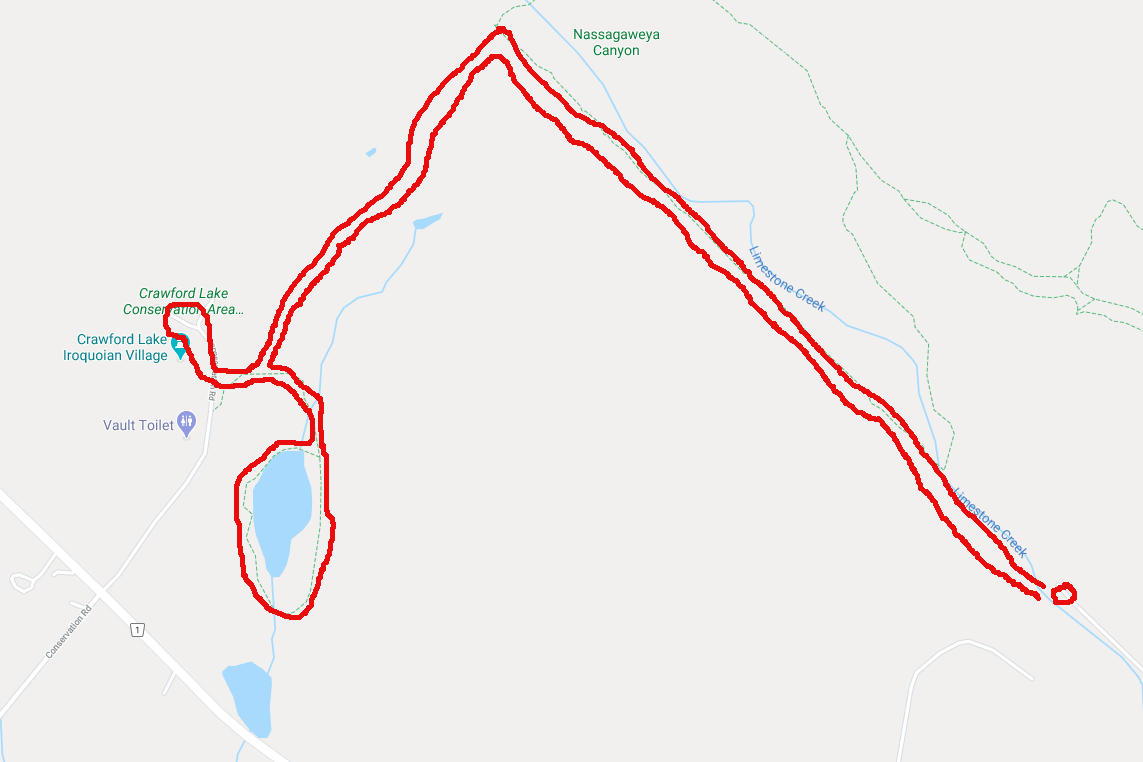 Nassagaweya
Canyon
Limestone Creek
Crawford Lake
Conservation Area...
Crawford Lake
Iroquoian Village
Rd
Vault Toilet
Limestone Creek
Conservation Rd
1